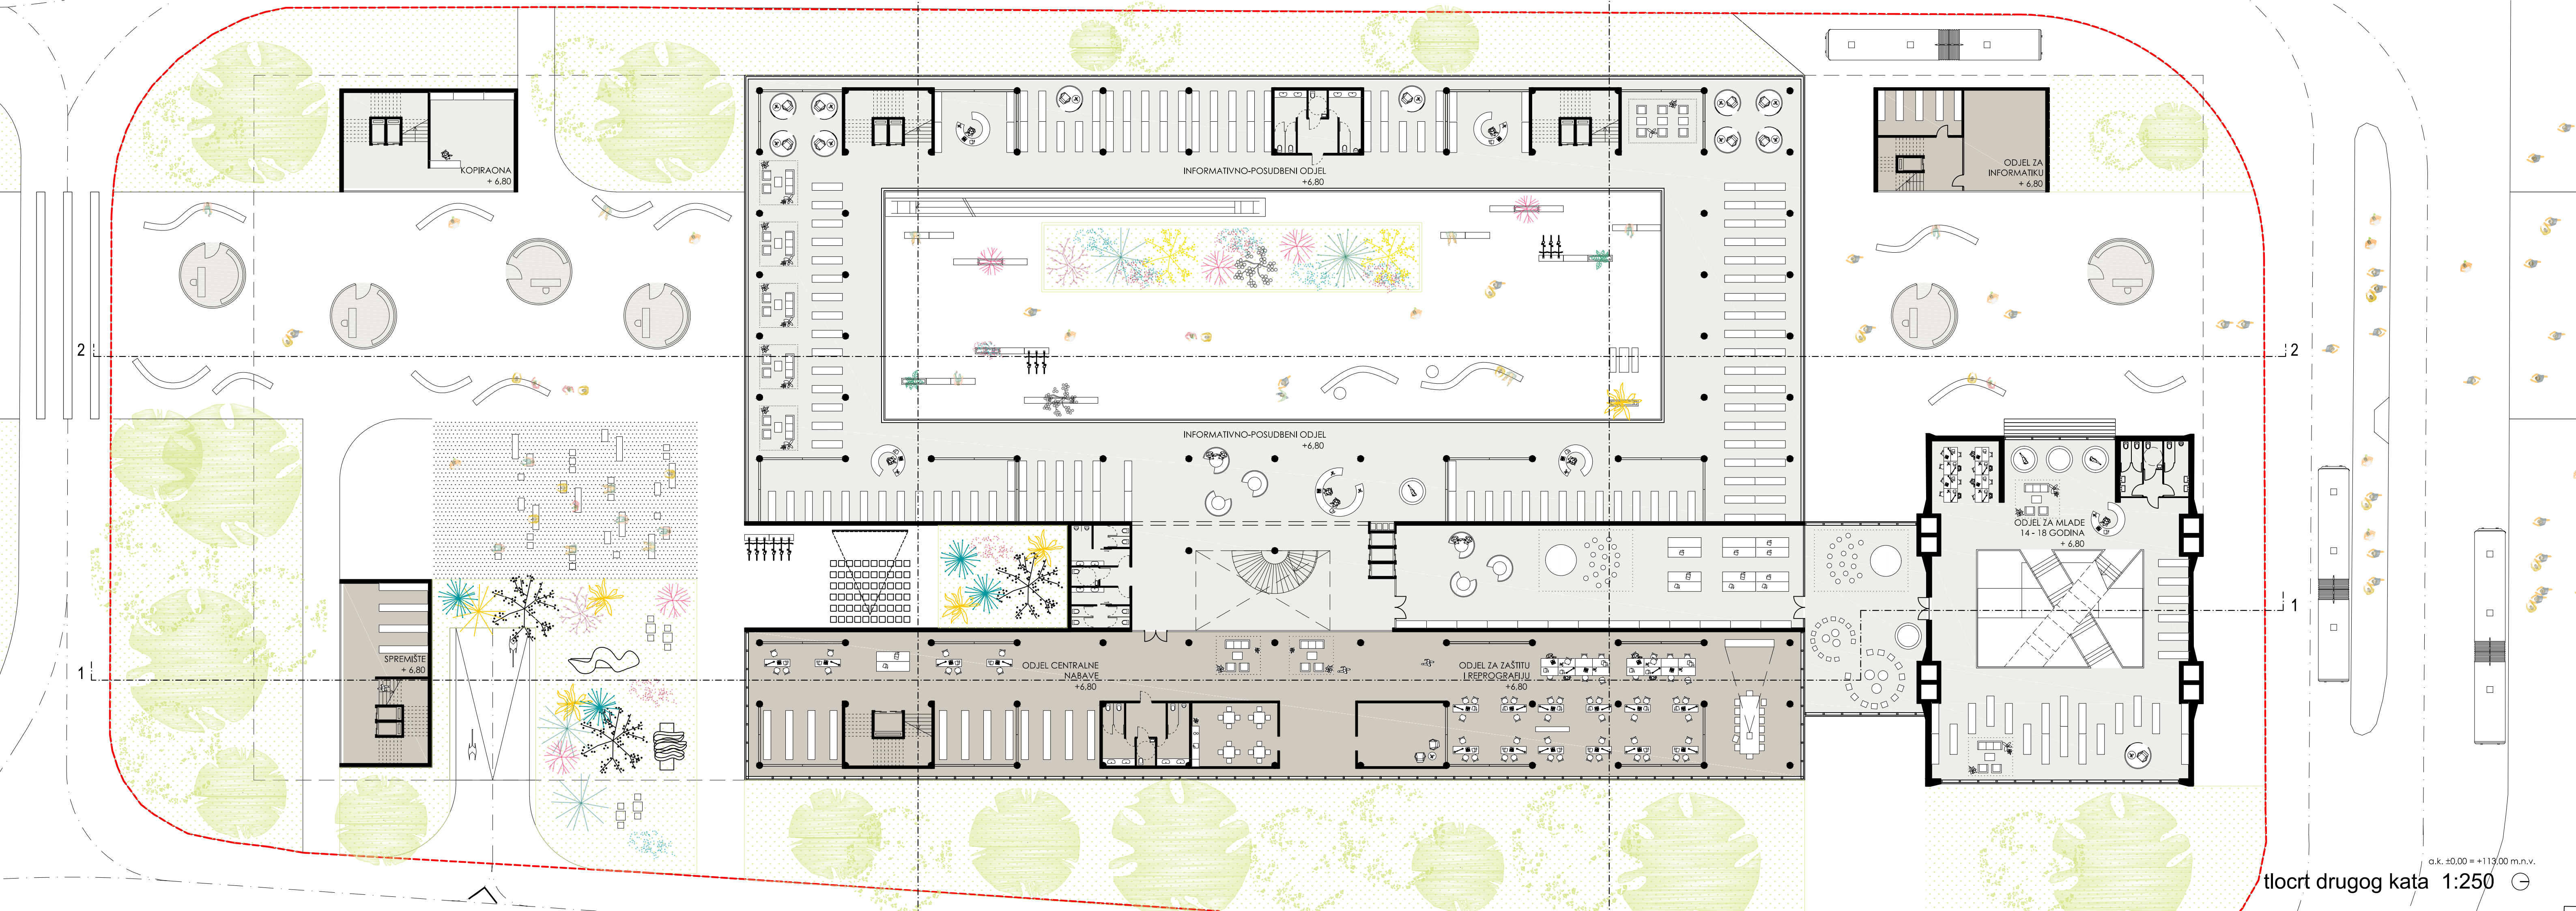 KOPIRAONA
+ 6,80
INFORMATIVNO-POSUDBENI ODJEL
+6,80
ODJEL ZA
INFORMATIKU
+ 6,80
2
2
INFORMATIVNO-POSUDBENI ODJEL
+6,80
ODJEL ZA MLADE
14 - 18 GODINA
+ 6,80
1
SPREMIŠTE
+ 6,80
1
ODJEL CENTRALNE
NABAVE
+6,80
ODJEL ZA ZAŠTITU
I REPROGRAFIJU
+6,80
a.k. ±0,00 = +113,00 m.n.v.
tlocrt drugog kata 1:250